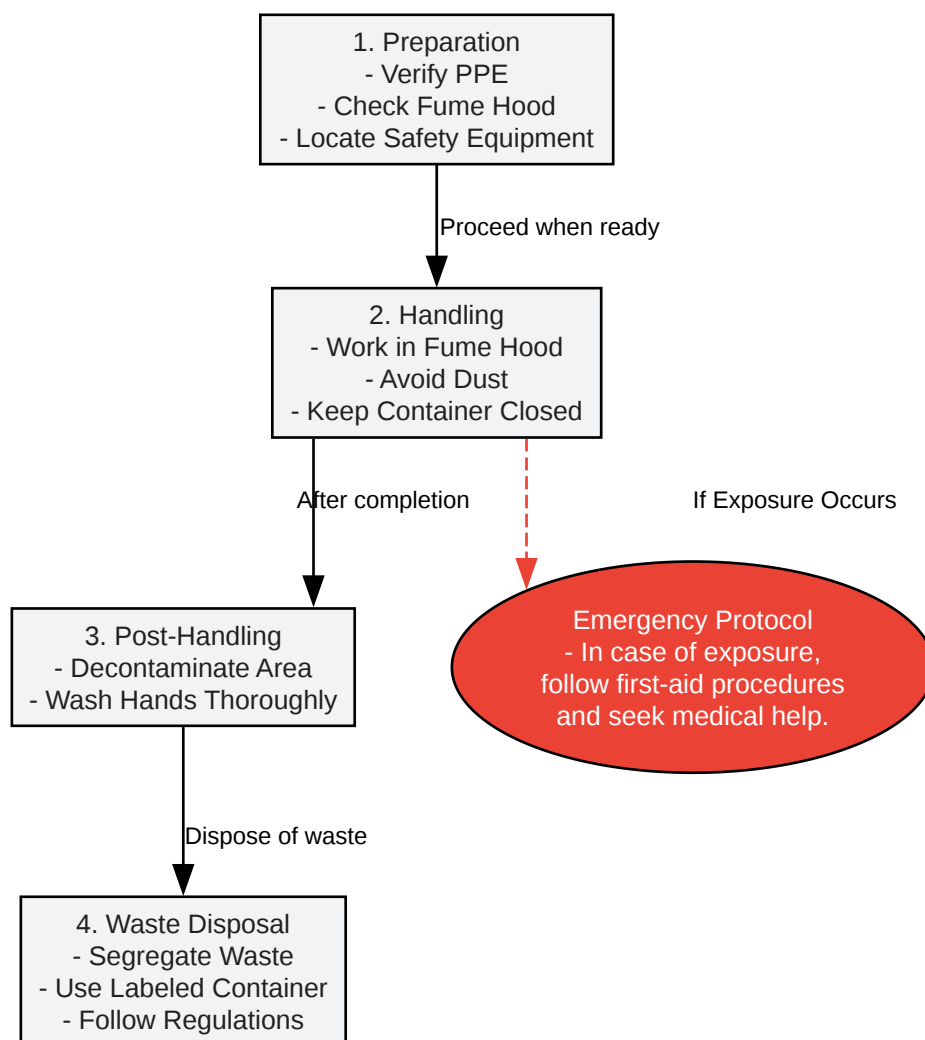 1. Preparation
- Verify PPE
- Check Fume Hood
- Locate Safety Equipment
Proceed when ready
2. Handling
- Work in Fume Hood
- Avoid Dust
- Keep Container Closed
After completion
If Exposure Occurs
3. Post-Handling
- Decontaminate Area
- Wash Hands Thoroughly
Emergency Protocol
- In case of exposure,
follow first-aid procedures
and seek medical help.
Dispose of waste
4. Waste Disposal
- Segregate Waste
- Use Labeled Container
- Follow Regulations